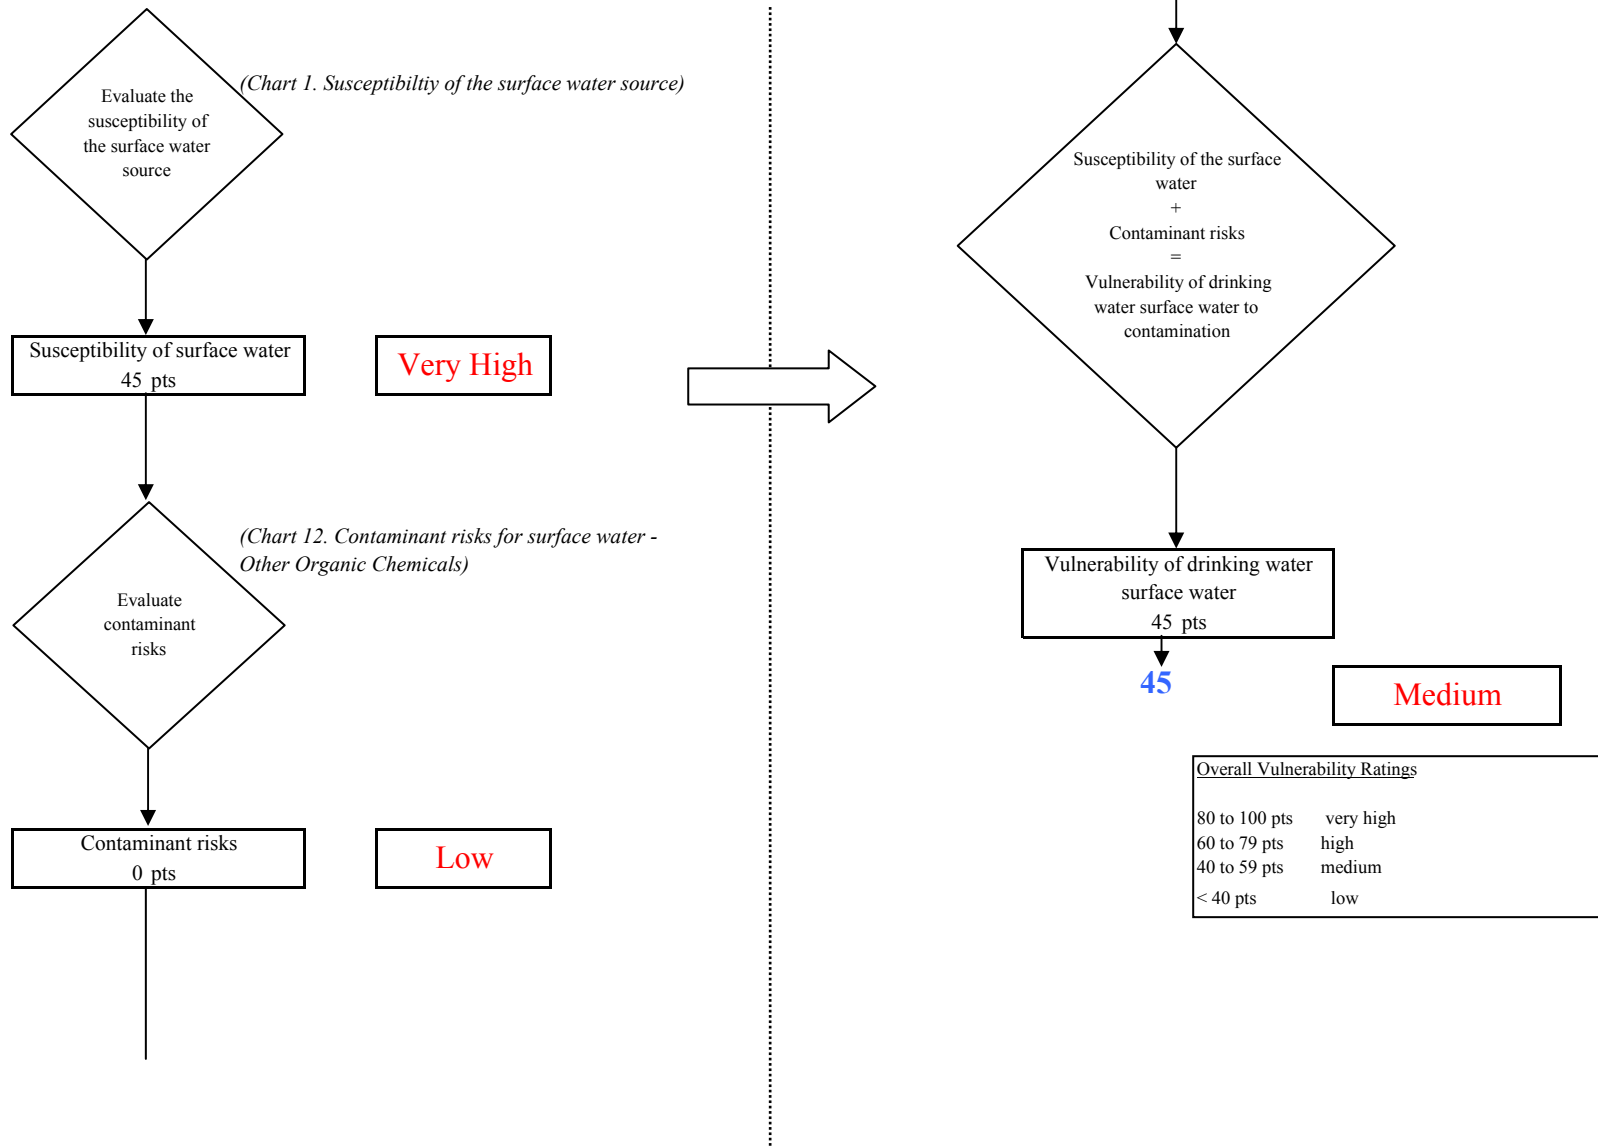 Evaluate the
susceptibility of
the surface water
source
(Chart 1. Susceptibiltiy of the surface water source)
Susceptibility of surface water
45 pts
Very High
(Chart 12. Contaminant risks for surface water -
Other Organic Chemicals)
Evaluate
contaminant
risks
Contaminant risks
0 pts
Low
Susceptibility of the surface
water
+
Contaminant risks
=
Vulnerability of drinking
water surface water to
contamination
Vulnerability of drinking water
surface water
45 pts
45
Medium
Overall Vulnerability Ratings
80 to 100 pts very high
60 to 79 pts high
40 to 59 pts medium
< 40 pts low